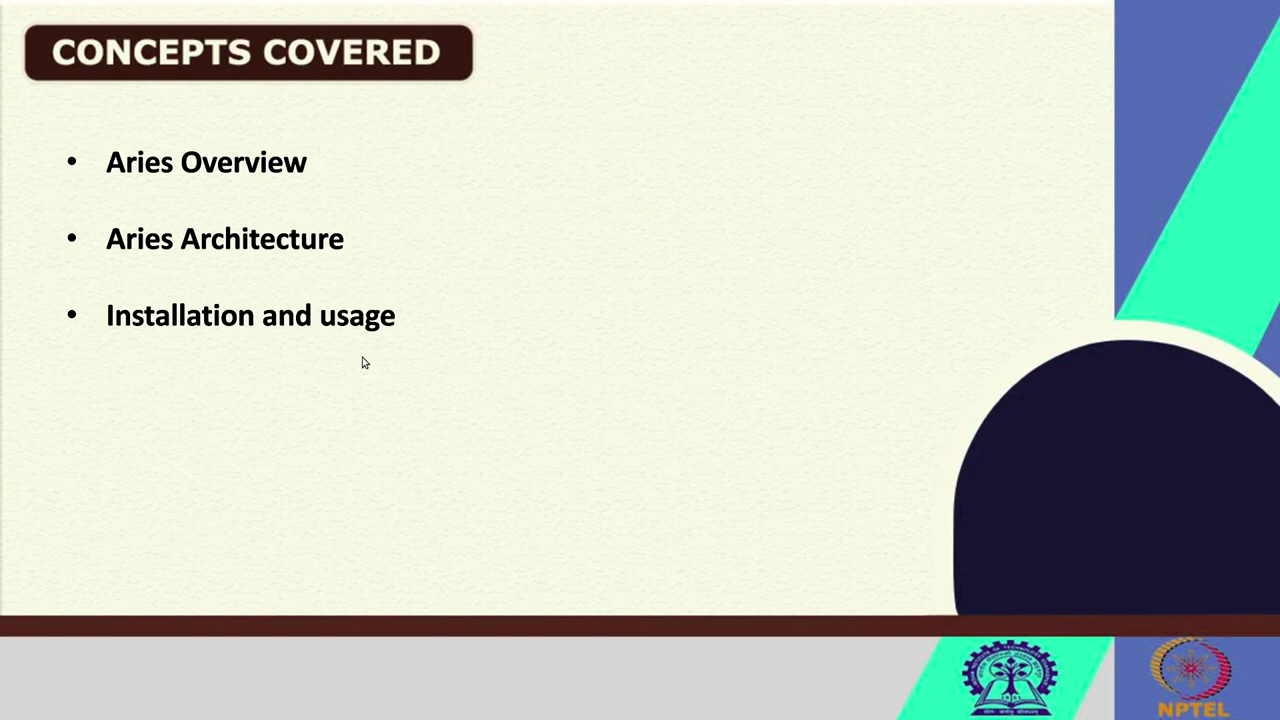 CONCEPTS COVERED
• Aries Overview
• Aries Architecture
• Installation and usage
NPTEL